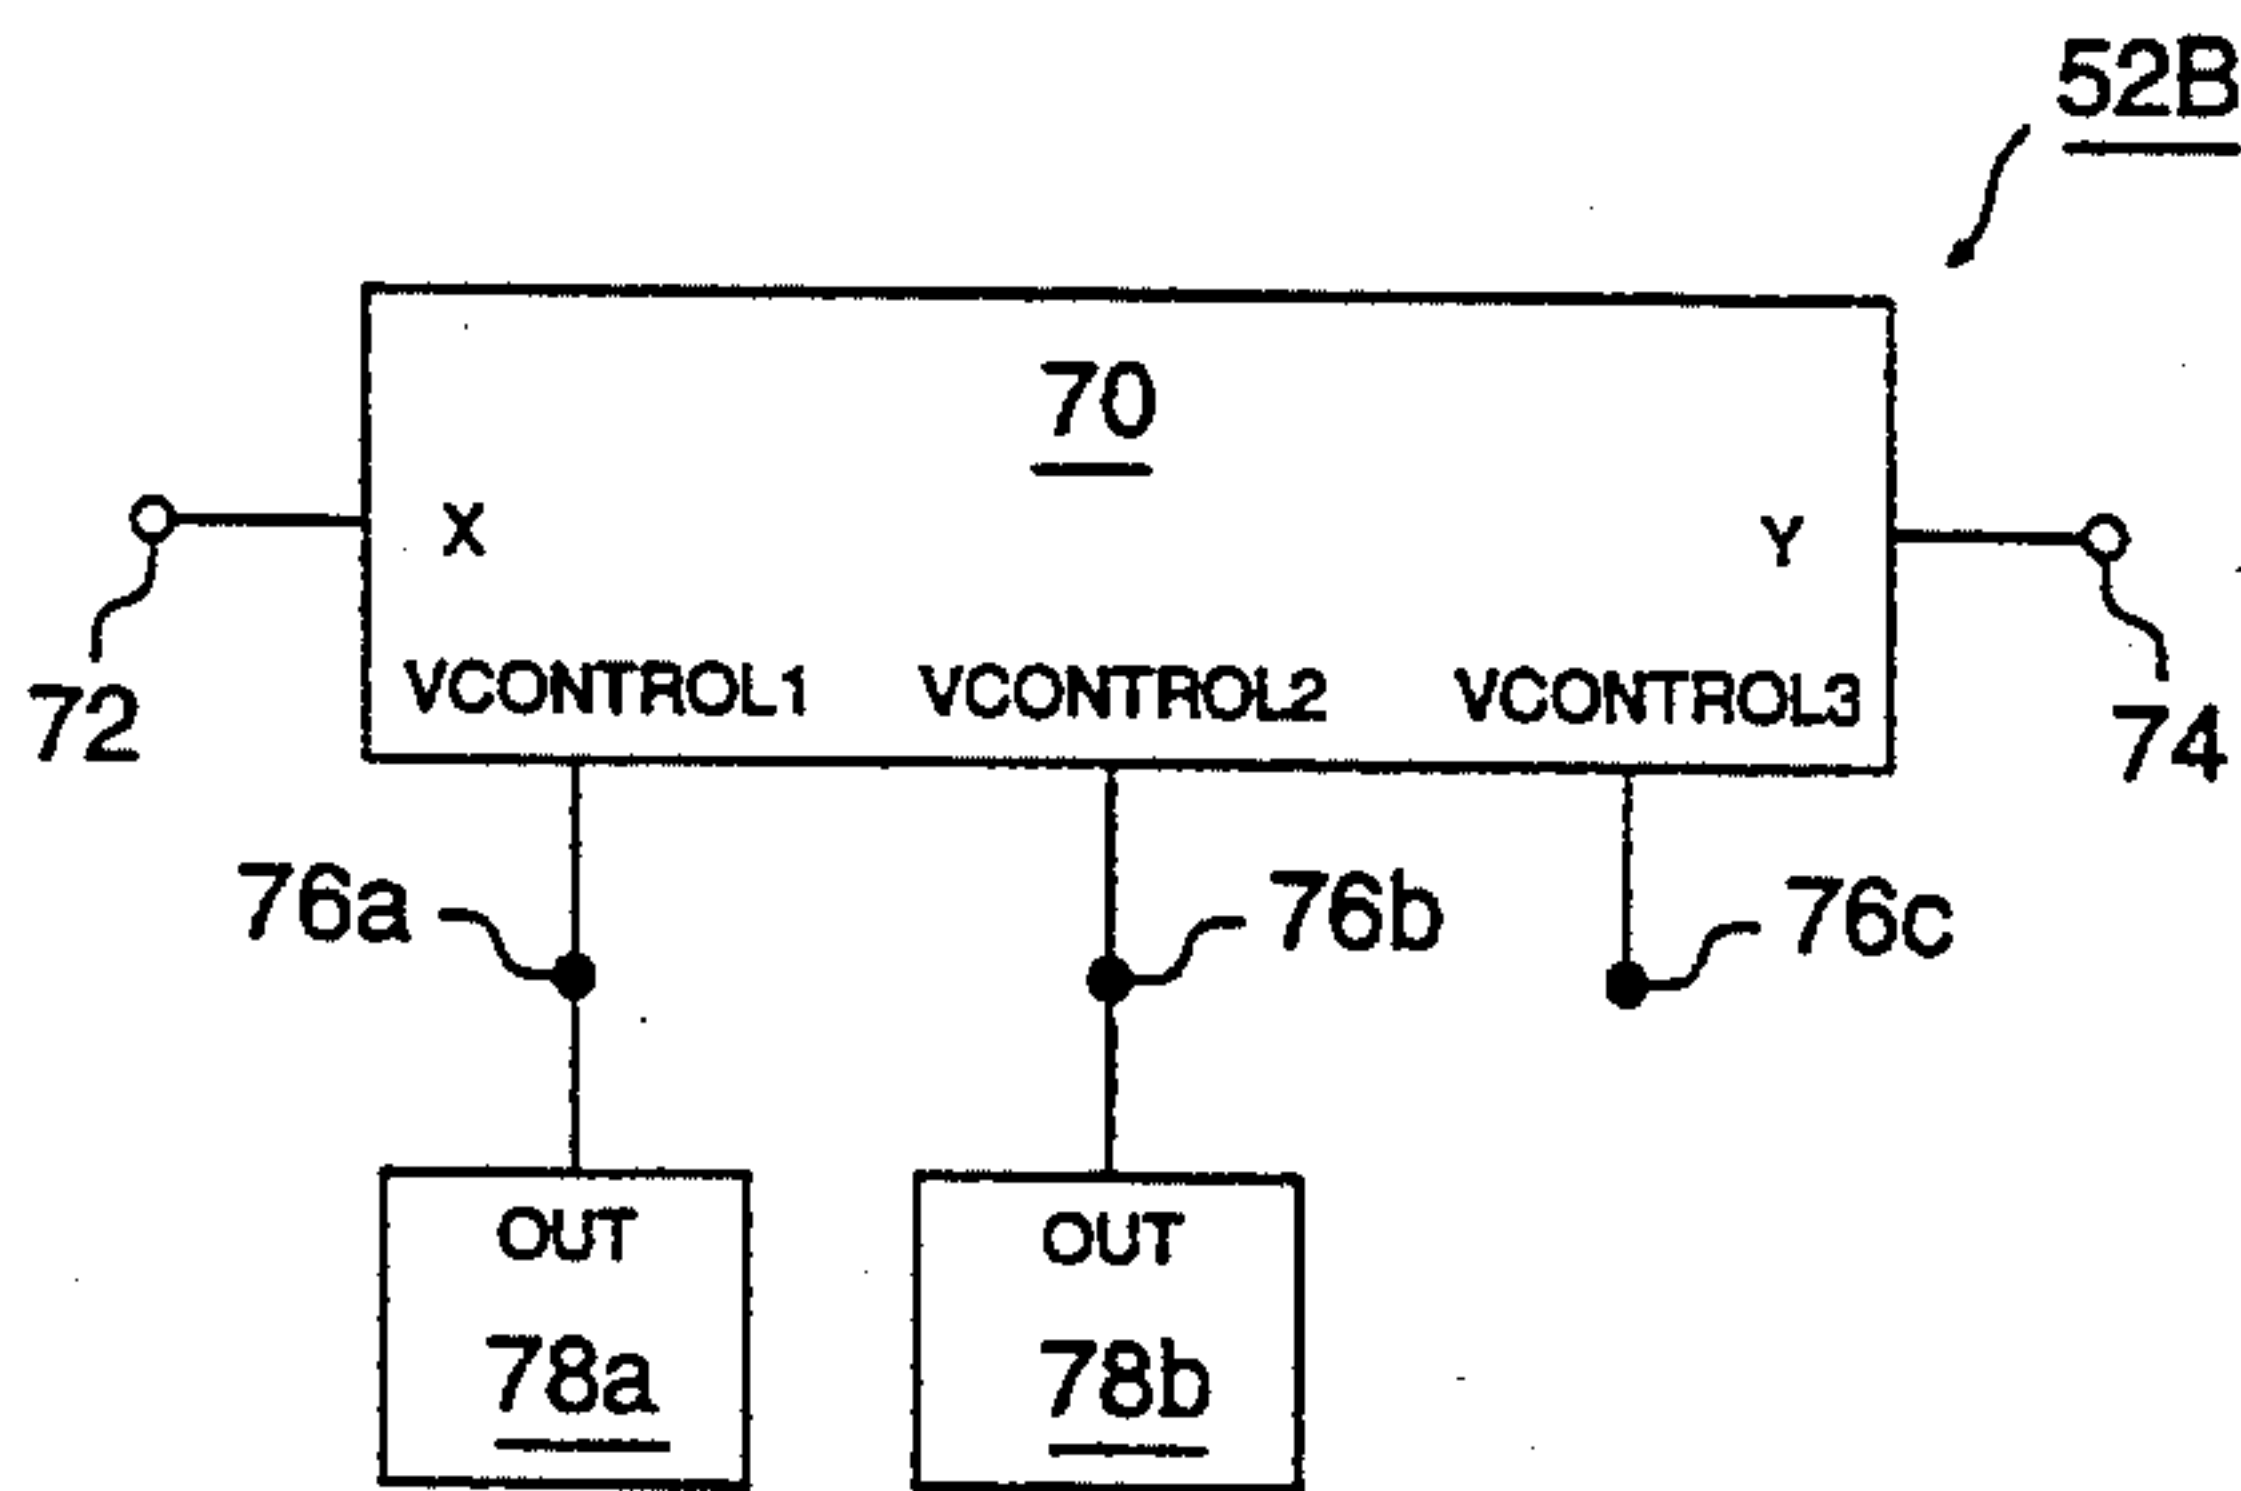 52B
70
X
Y
72
VCONTROL1 VCONTROL2 VCONTROL3
74
76a
76b
76c
OUT
78a
OUT
78b